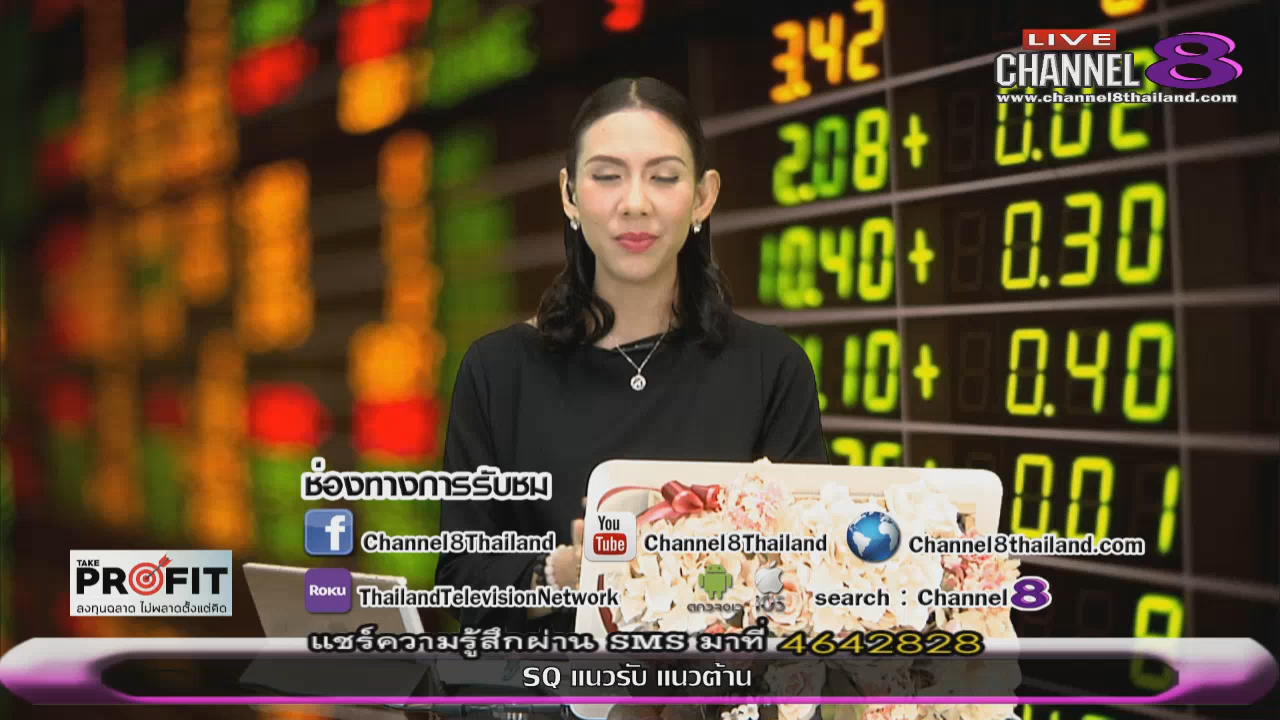 LIVE
CHANNEL 8
www.channel8thailand.com
3.42
2.08 + 0.02
10.40 + 0.30
.10 + 0.40
0.01
ช่องทางการรับชม
f Channel8Thailand
You Tube Channel8Thailand
Channel8thailand.com
ROKU ThailandTelevisionNetwork
search : Channel 8
TAKE
PROFIT
ลงทุนฉลาด ไม่พลาดตั้งแต่คิด
แชร์ความรู้สึกผ่าน SMS มาที่ 4642828
SQ แนวรับ แนวต้าน